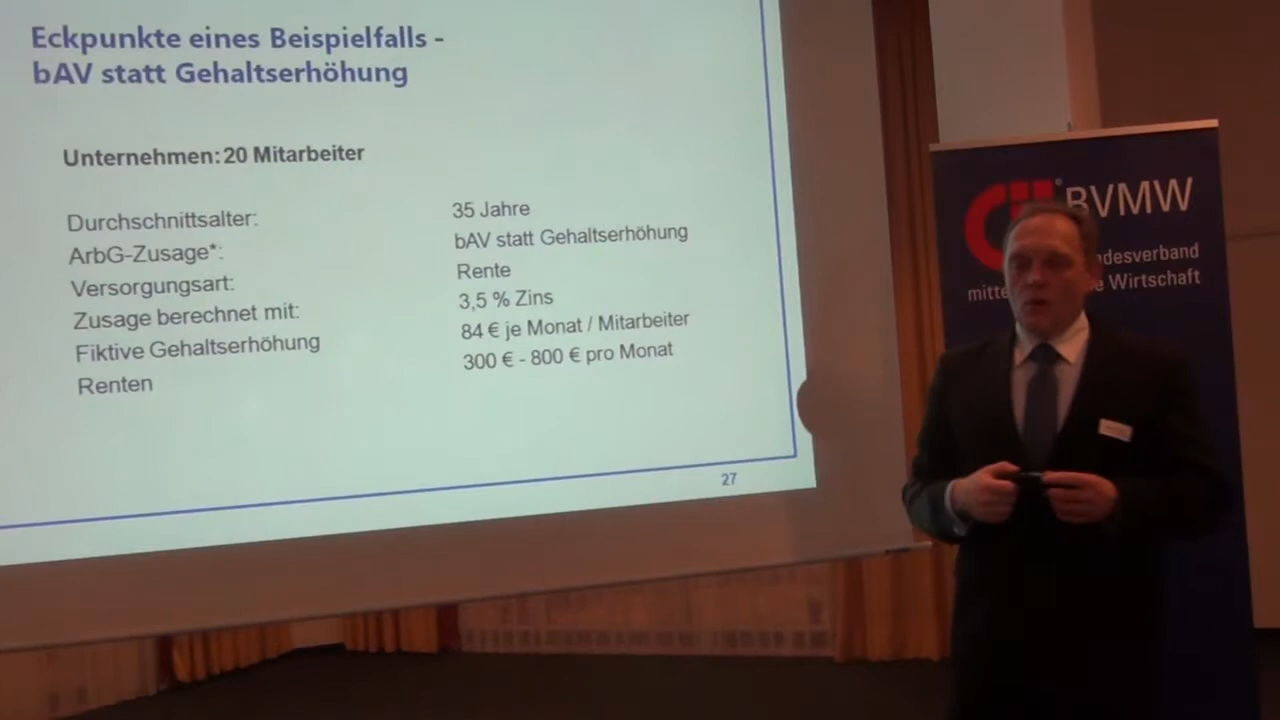 Eckpunkte eines Beispielfalls -
bAV statt Gehaltserhöhung
Unternehmen: 20 Mitarbeiter
Durchschnittsalter: 35 Jahre
ArbG-Zusage*: bAV statt Gehaltserhöhung
Versorgungsart: Rente
Zusage berechnet mit: 3,5 % Zins
Fiktive Gehaltserhöhung 84 € je Monat / Mitarbeiter
Renten 300 € - 800 € pro Monat
27
BVMW
ndesverband
mitte e Wirtschaft